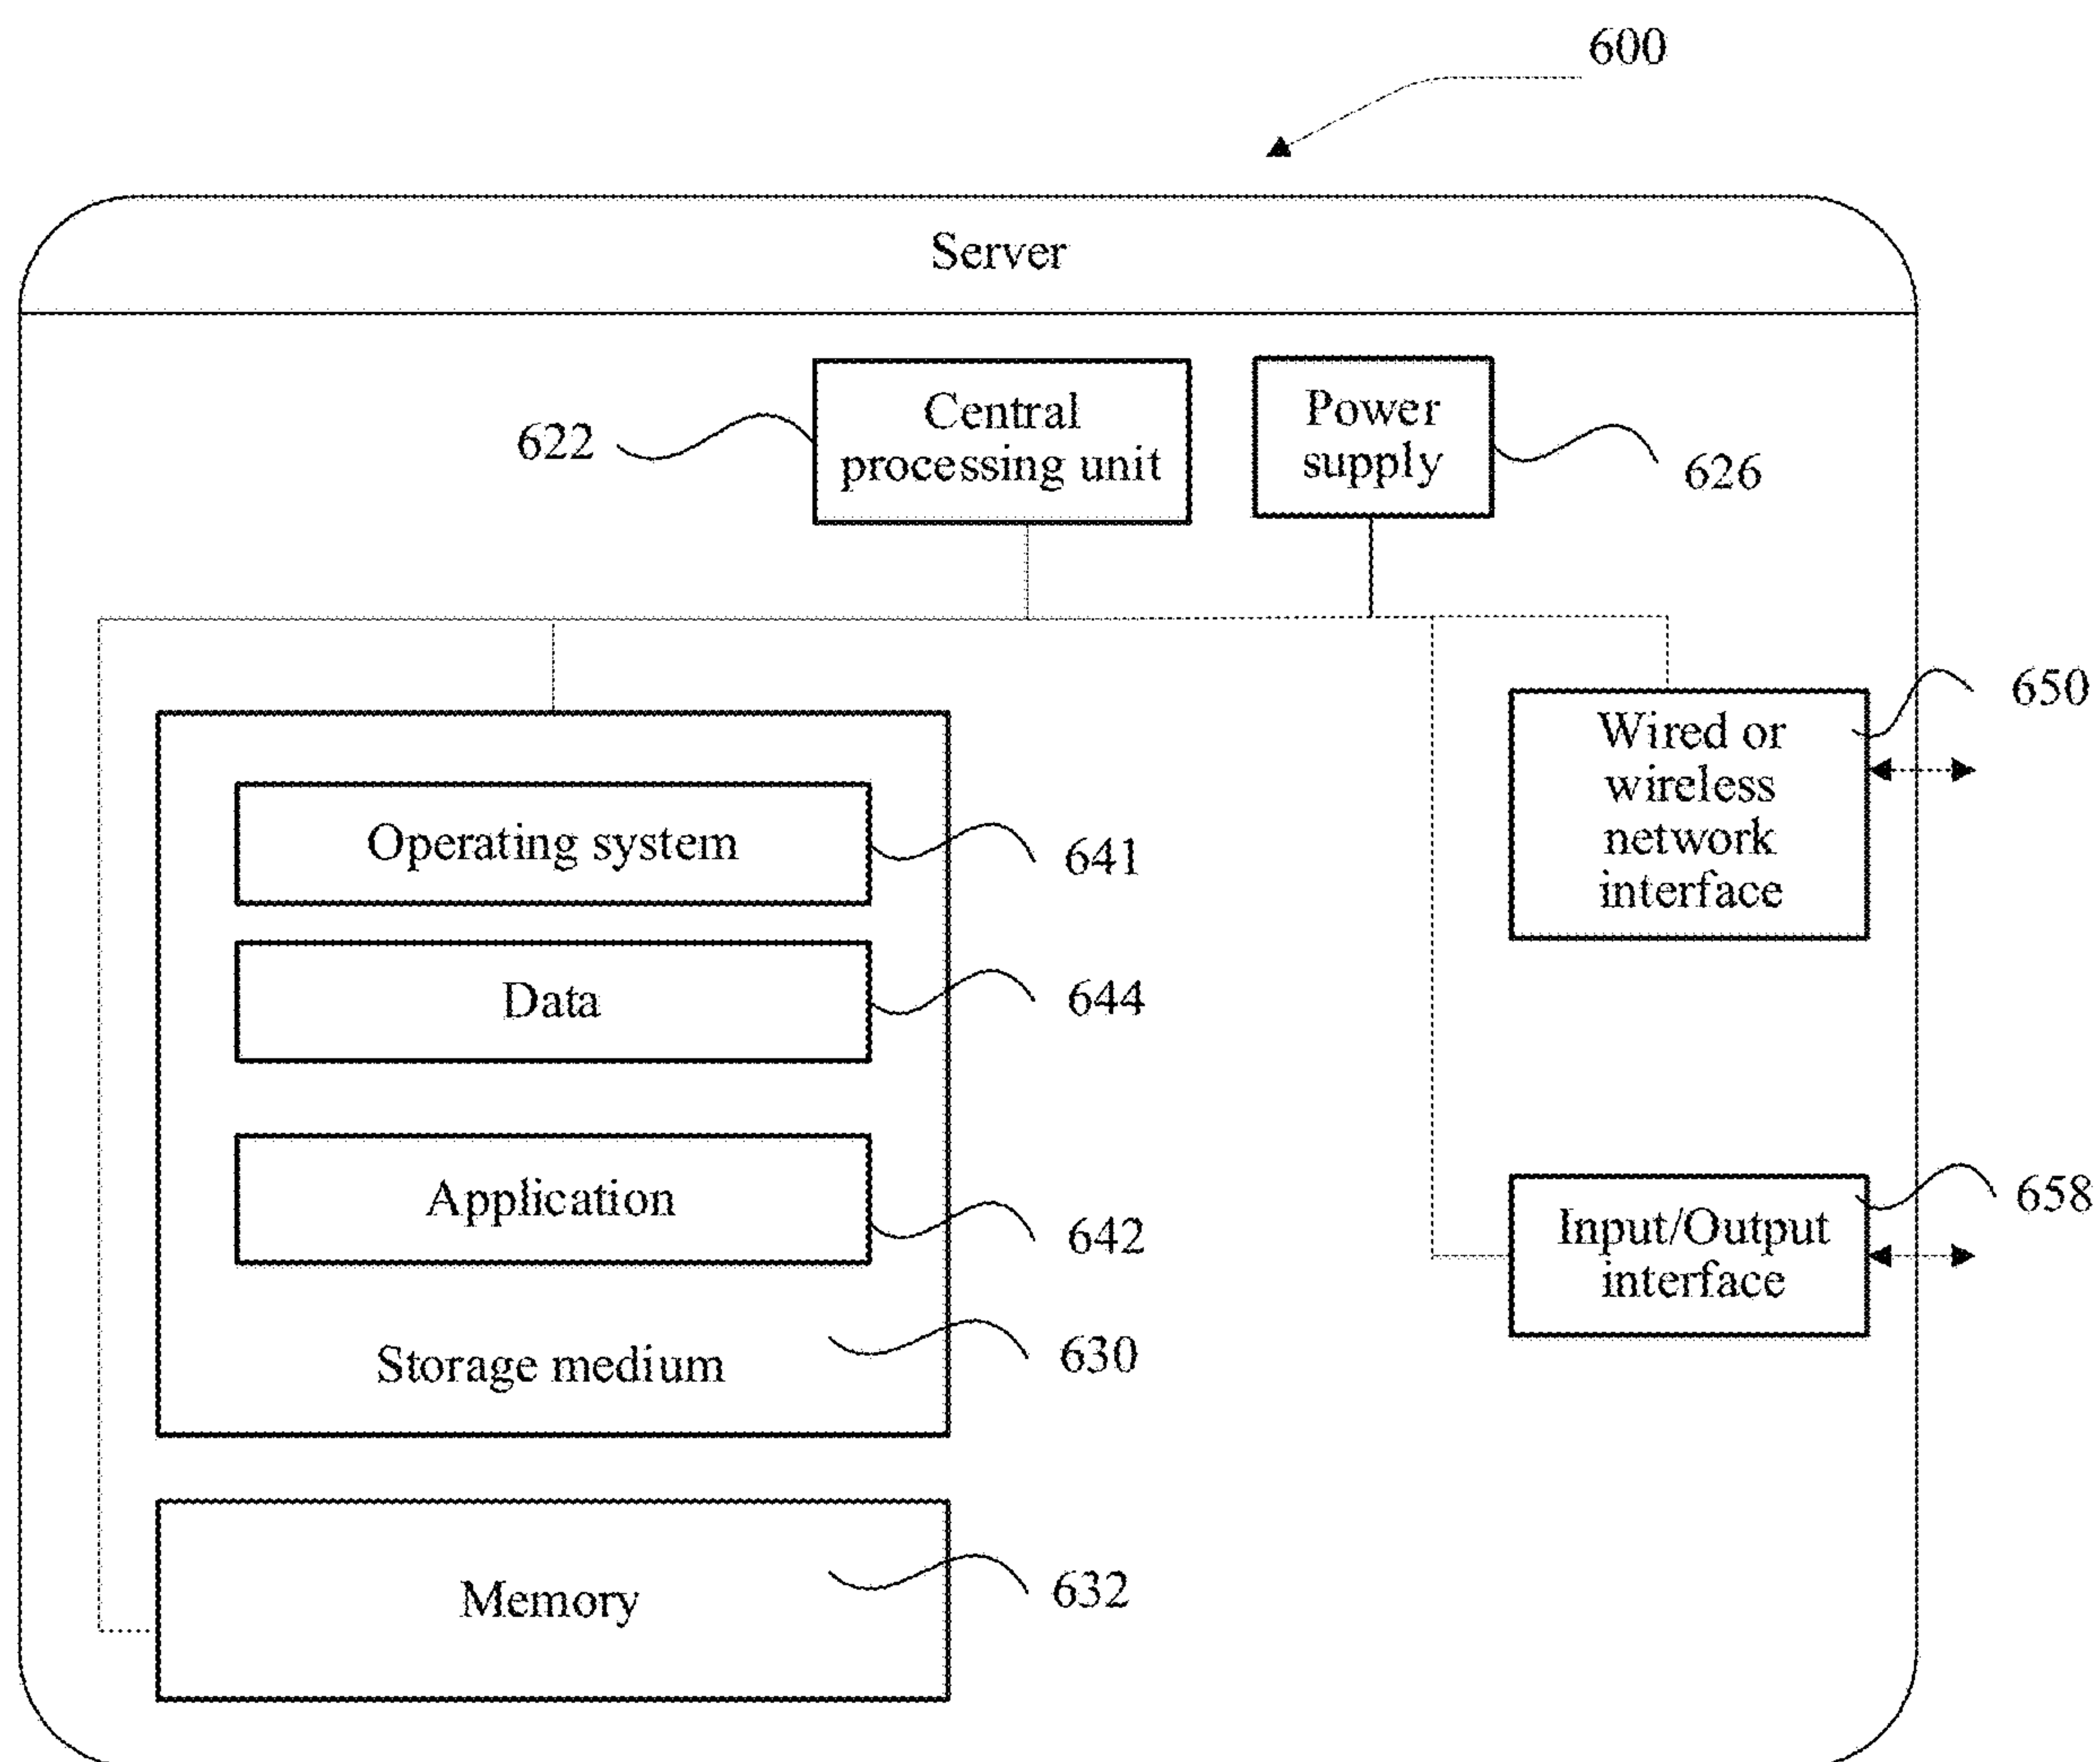 600
Server
622
Central
processing unit
Power
supply
626
650
Wired or
wireless
network
interface
Operating system
641
Data
644
Application
642
658
Input/Output
interface
Storage medium
630
Memory
632